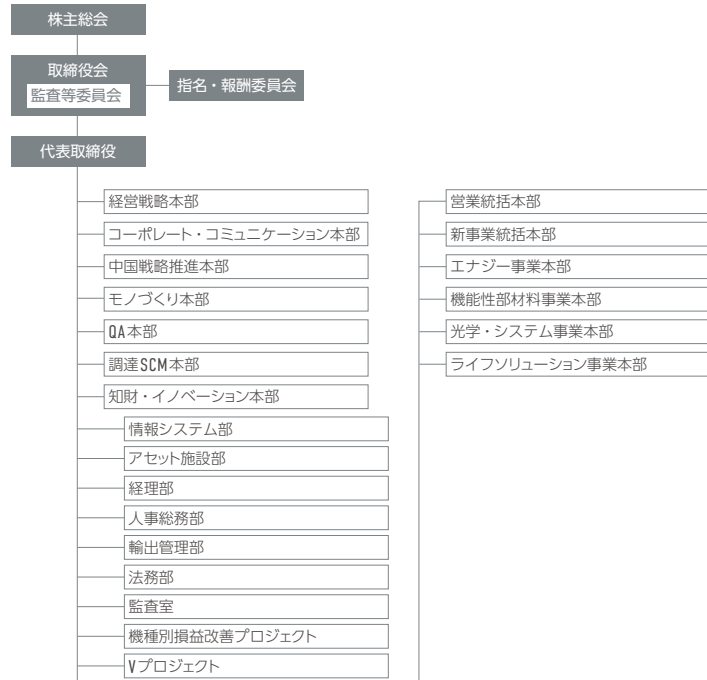 株主総会
取締役会
監査等委員会
指名・報酬委員会
代表取締役
経営戦略本部
コーポレート・コミュニケーション本部
中国戦略推進本部
モノづくり本部
QA本部
調達SCM本部
知財・イノベーション本部
情報システム部
アセット施設部
経理部
人事総務部
輸出管理部
法務部
監査室
機種別損益改善プロジェクト
Vプロジェクト
営業統括本部
新事業統括本部
エナジー事業本部
機能性部材料事業本部
光学・システム事業本部
ライフソリューション事業本部